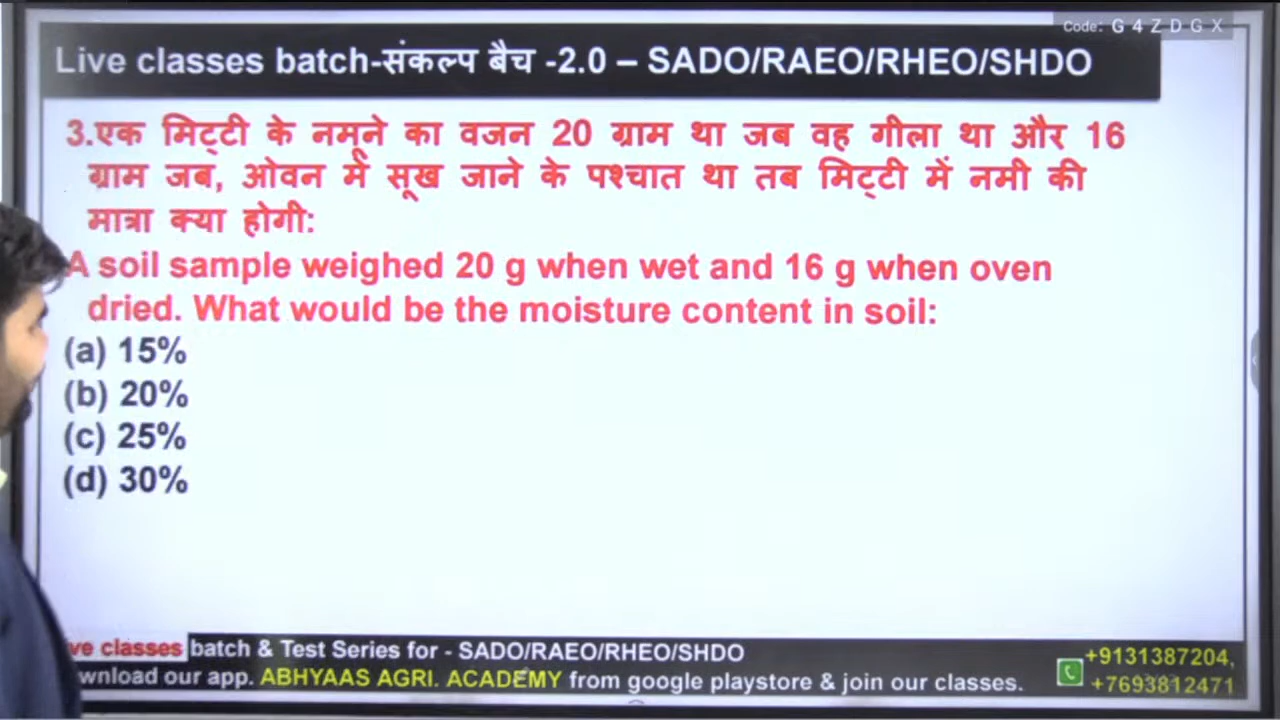 Code: G 4 Z D G X
Live classes batch-संकल्प बैच -2.0 – SADO/RAEO/RHEO/SHDO
3.एक मिट्टी के नमूने का वजन 20 ग्राम था जब वह गीला था और 16
ग्राम जब, ओवन में सूख जाने के पश्चात था तब मिट्टी में नमी की
मात्रा क्या होगी:
A soil sample weighed 20 g when wet and 16 g when oven
dried. What would be the moisture content in soil:
(a) 15%
(b) 20%
(c) 25%
(d) 30%
ve classes batch & Test Series for - SADO/RAEO/RHEO/SHDO
wnload our app. ABHYAAS AGRI. ACADEMY from google playstore & join our classes.
+9131387204,
+7693812471